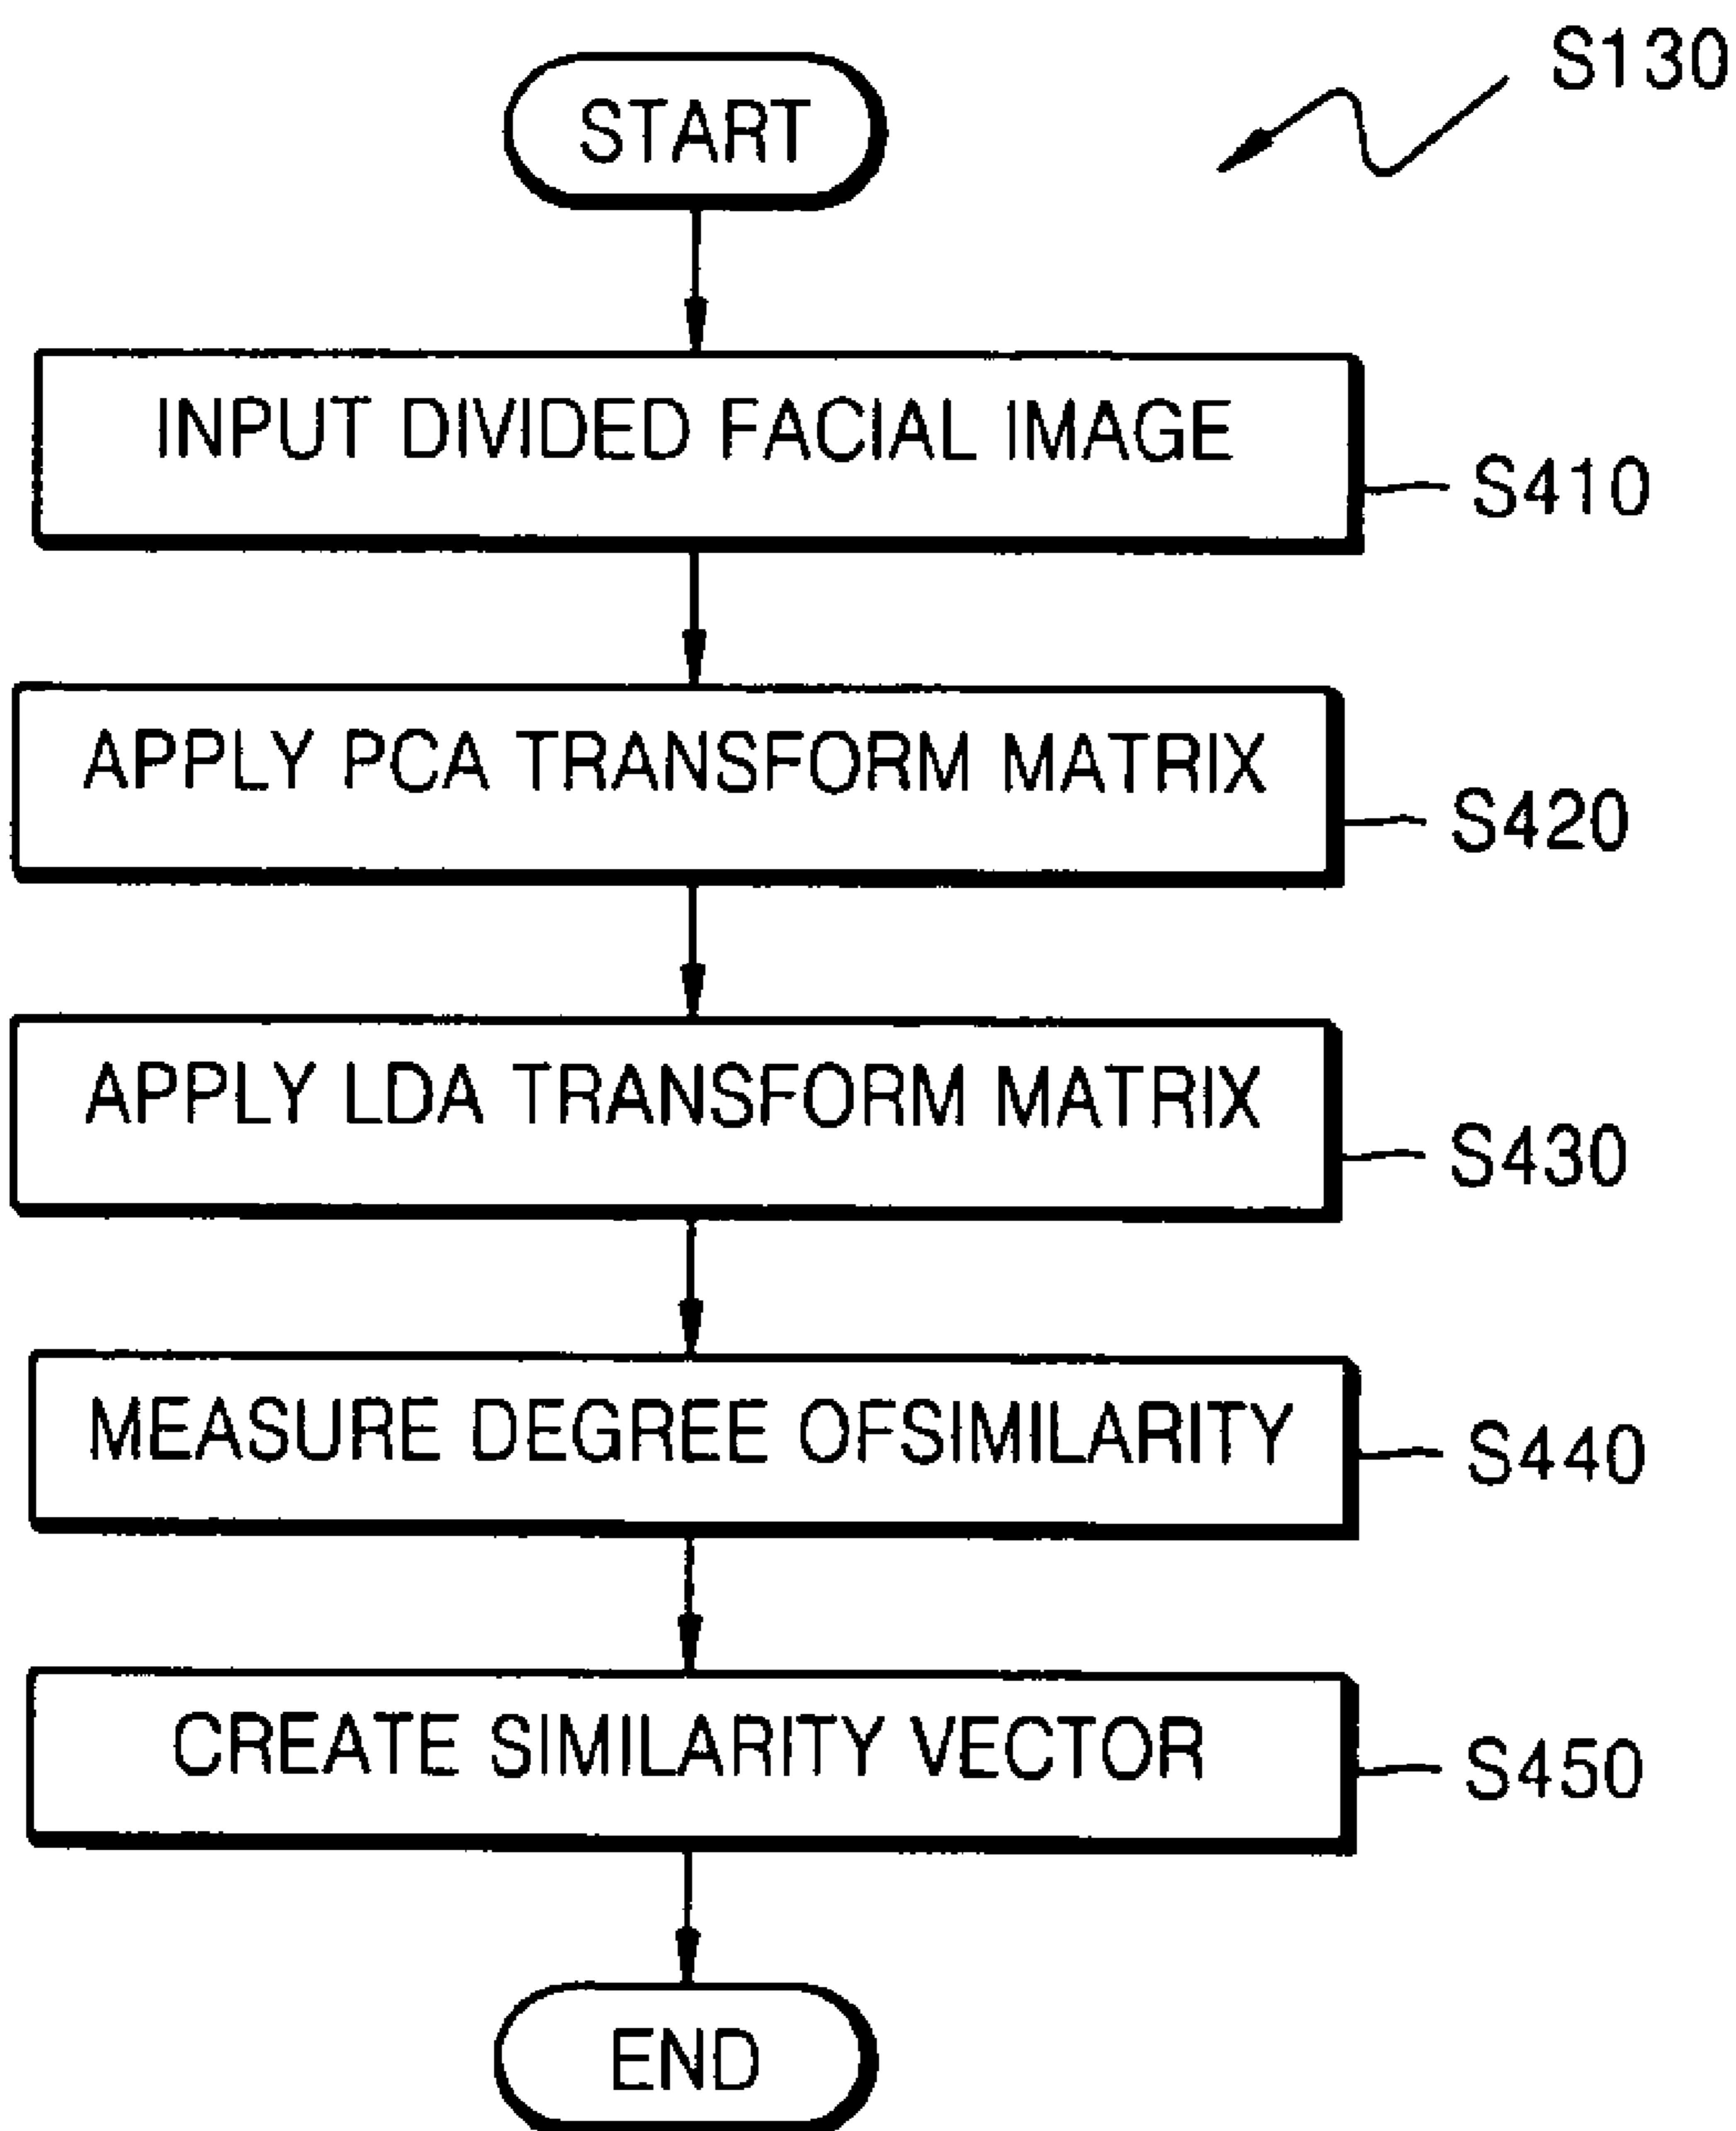 S130
START
INPUT DIVIDED FACIAL IMAGE
S410
APPLY PCA TRANSFORM MATRIX
S420
APPLY LDA TRANSFORM MATRIX
S430
MEASURE DEGREE OFSIMILARITY
S440
CREATE SIMILARITY VECTOR
S450
END